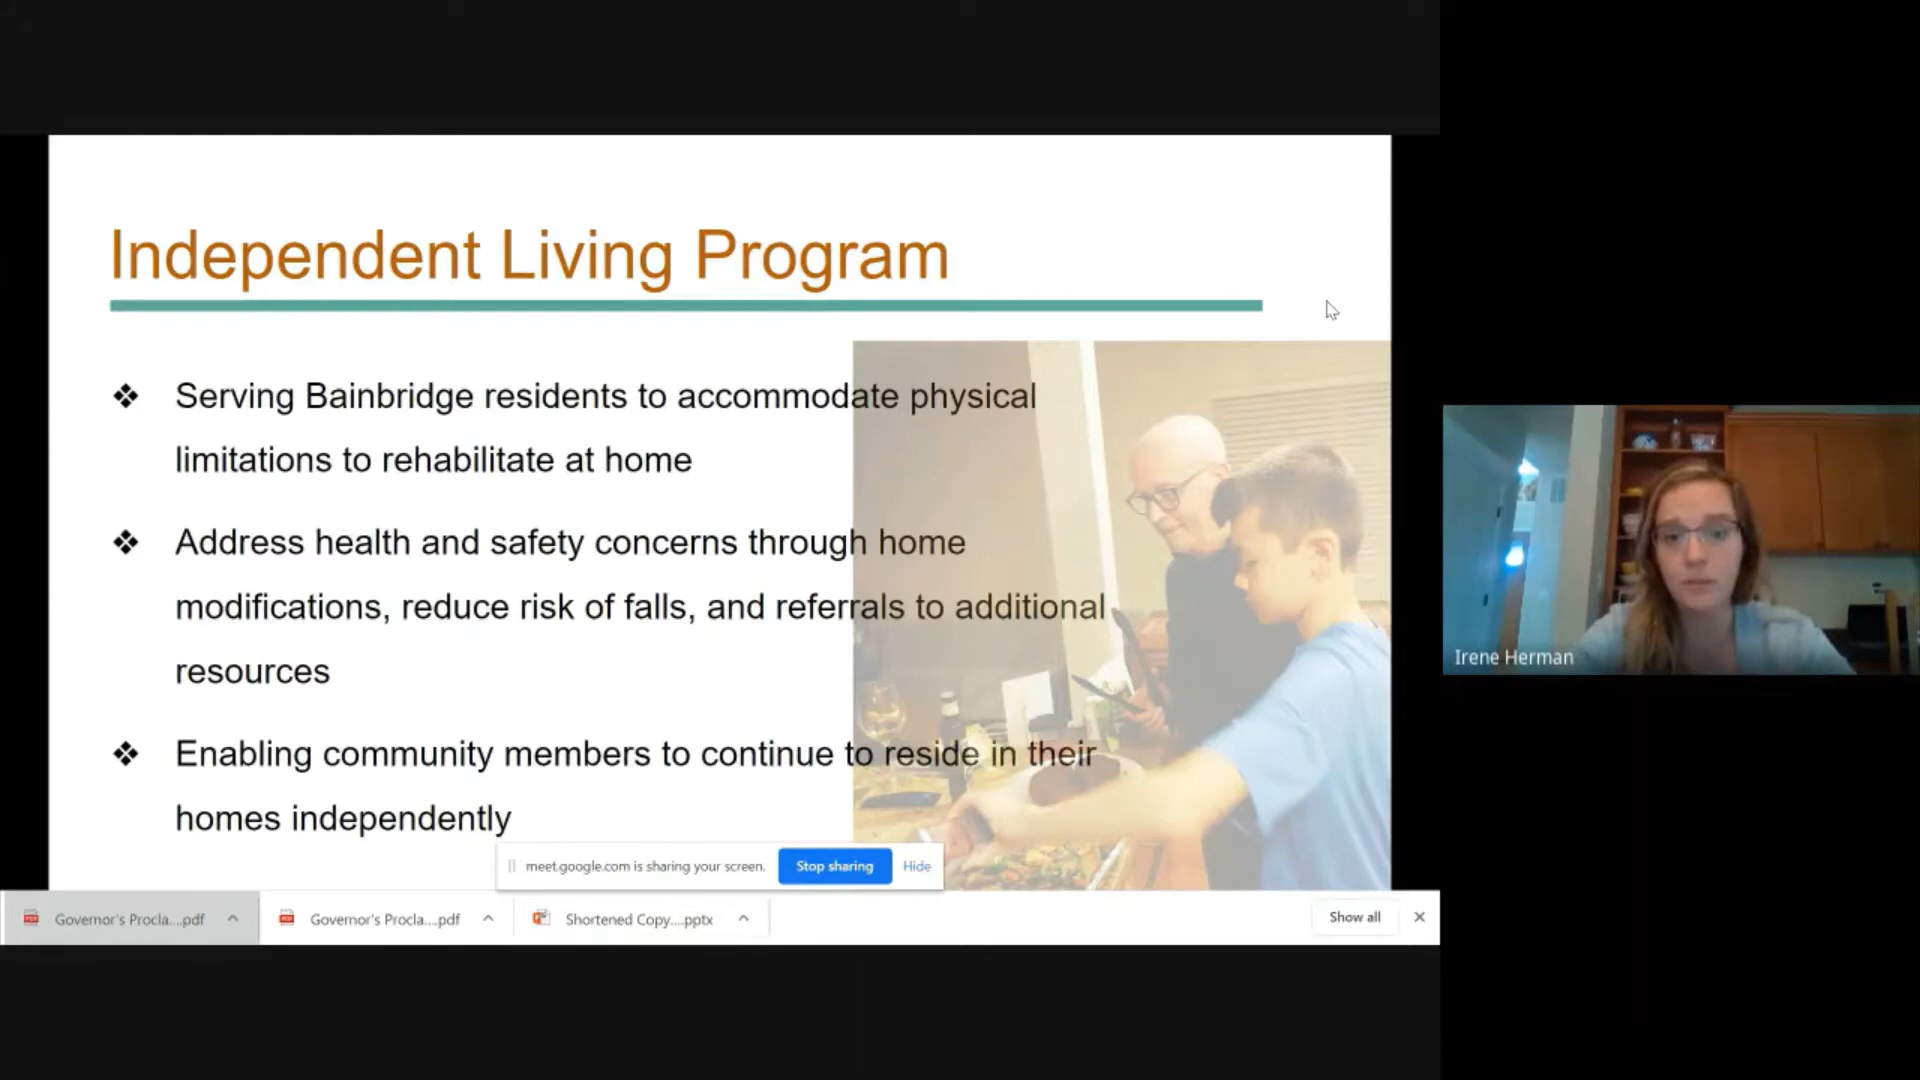 Independent Living Program
❖ Serving Bainbridge residents to accommodate physical
limitations to rehabilitate at home
❖ Address health and safety concerns through home
modifications, reduce risk of falls, and referrals to additional
resources
❖ Enabling community members to continue to reside in their
homes independently
Irene Herman
meet.google.com is sharing your screen. Stop sharing Hide
Governor's Procla....pdf Governor's Procla....pdf Shortened Copy....pptx Show all